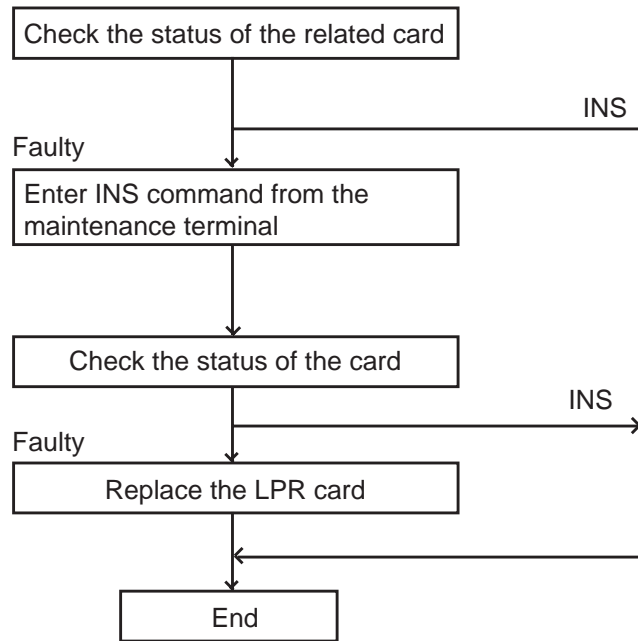 Check the status of the related card
INS
Faulty
Enter INS command from the
maintenance terminal
Check the status of the card
INS
Faulty
Replace the LPR card
End